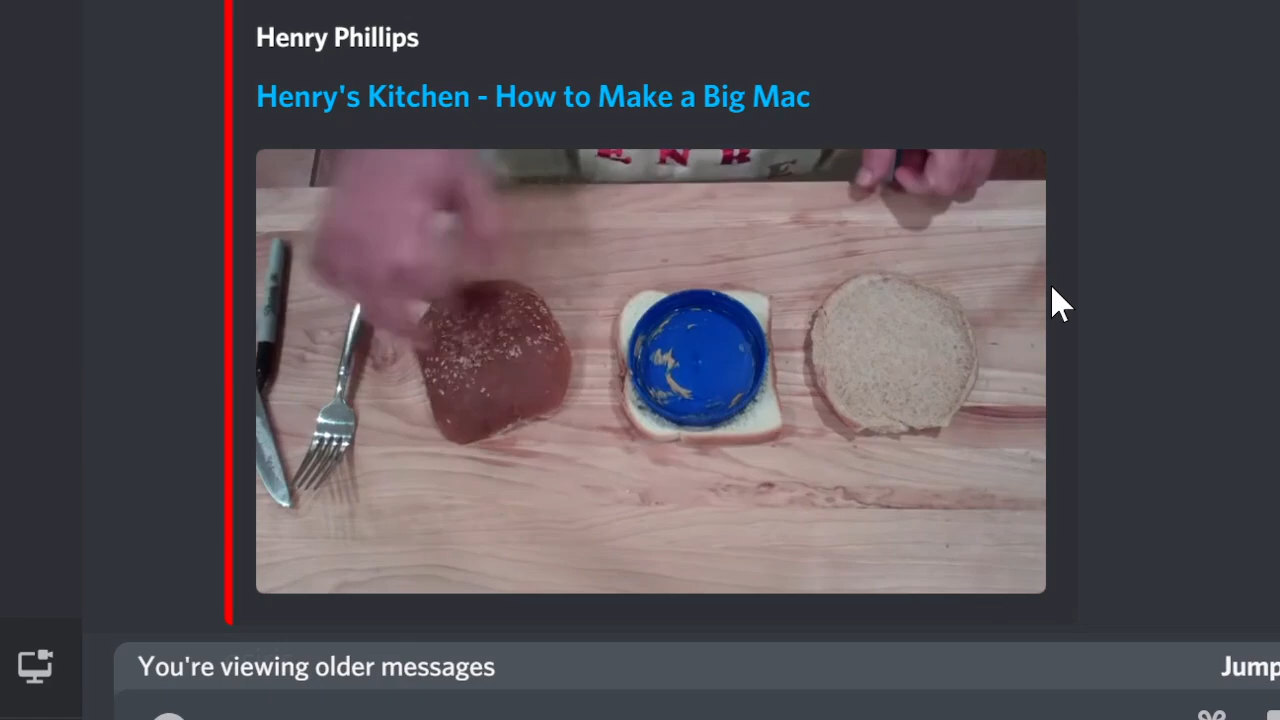 Henry Phillips
Henry's Kitchen - How to Make a Big Mac
E N R
You're viewing older messages
Jump